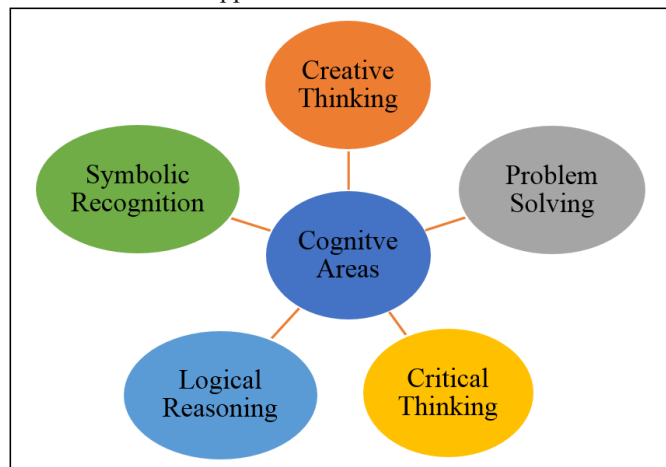 Creative
Thinking
Symbolic
Recognition
Problem
Solving
Cognitve
Areas
Logical
Reasoning
Critical
Thinking